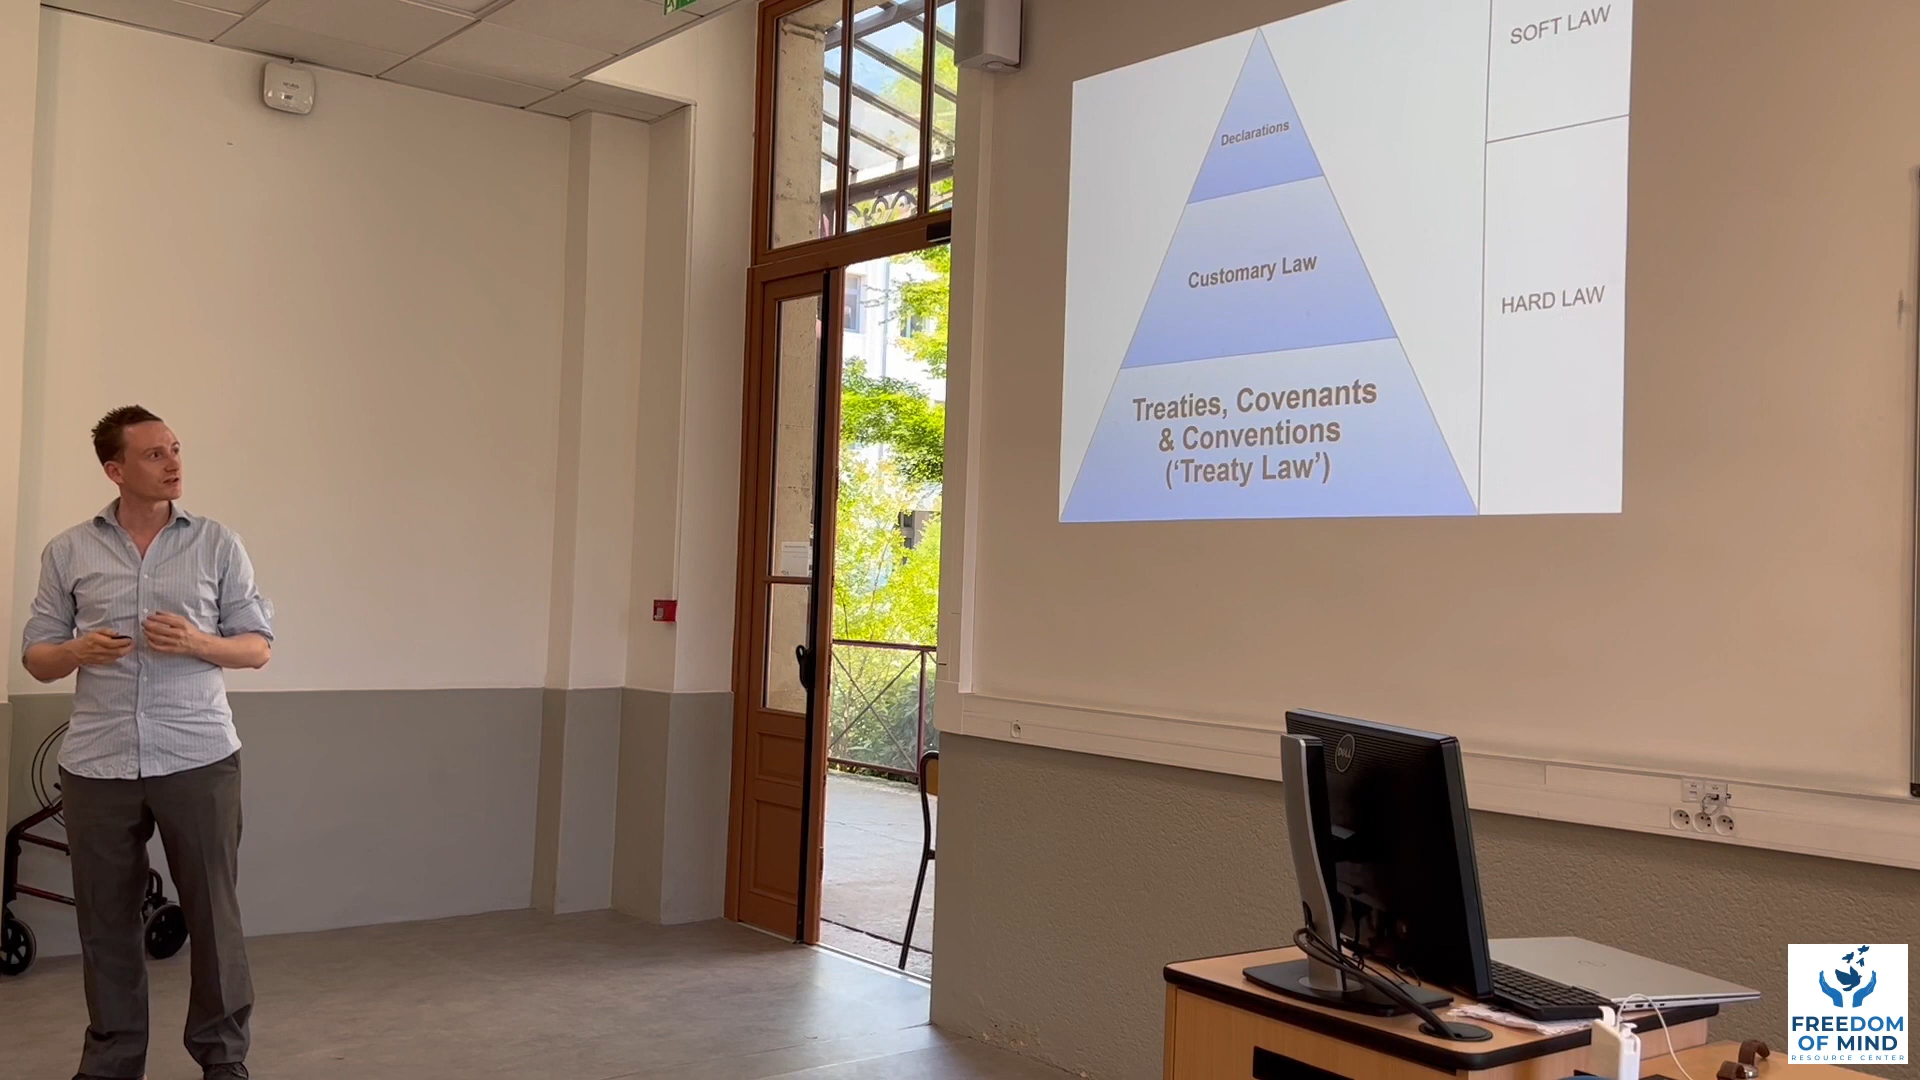 SOFT LAW
Declarations
Customary Law
HARD LAW
Treaties, Covenants
& Conventions
(‘Treaty Law’)
DELL
FREEDOM
OF MIND
RESOURCE CENTER